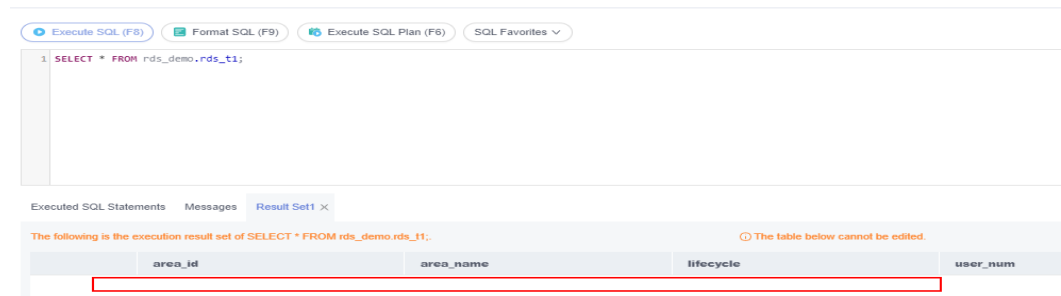 Execute SQL (F8) Format SQL (F9) Execute SQL Plan (F6) SQL Favorites
1 SELECT * FROM rds_demo.rds_t1;
Executed SQL Statements Messages Result Set1 ×
The following is the execution result set of SELECT * FROM rds_demo.rds_t1;. The table below cannot be edited.
area_id area_name lifecycle user_num